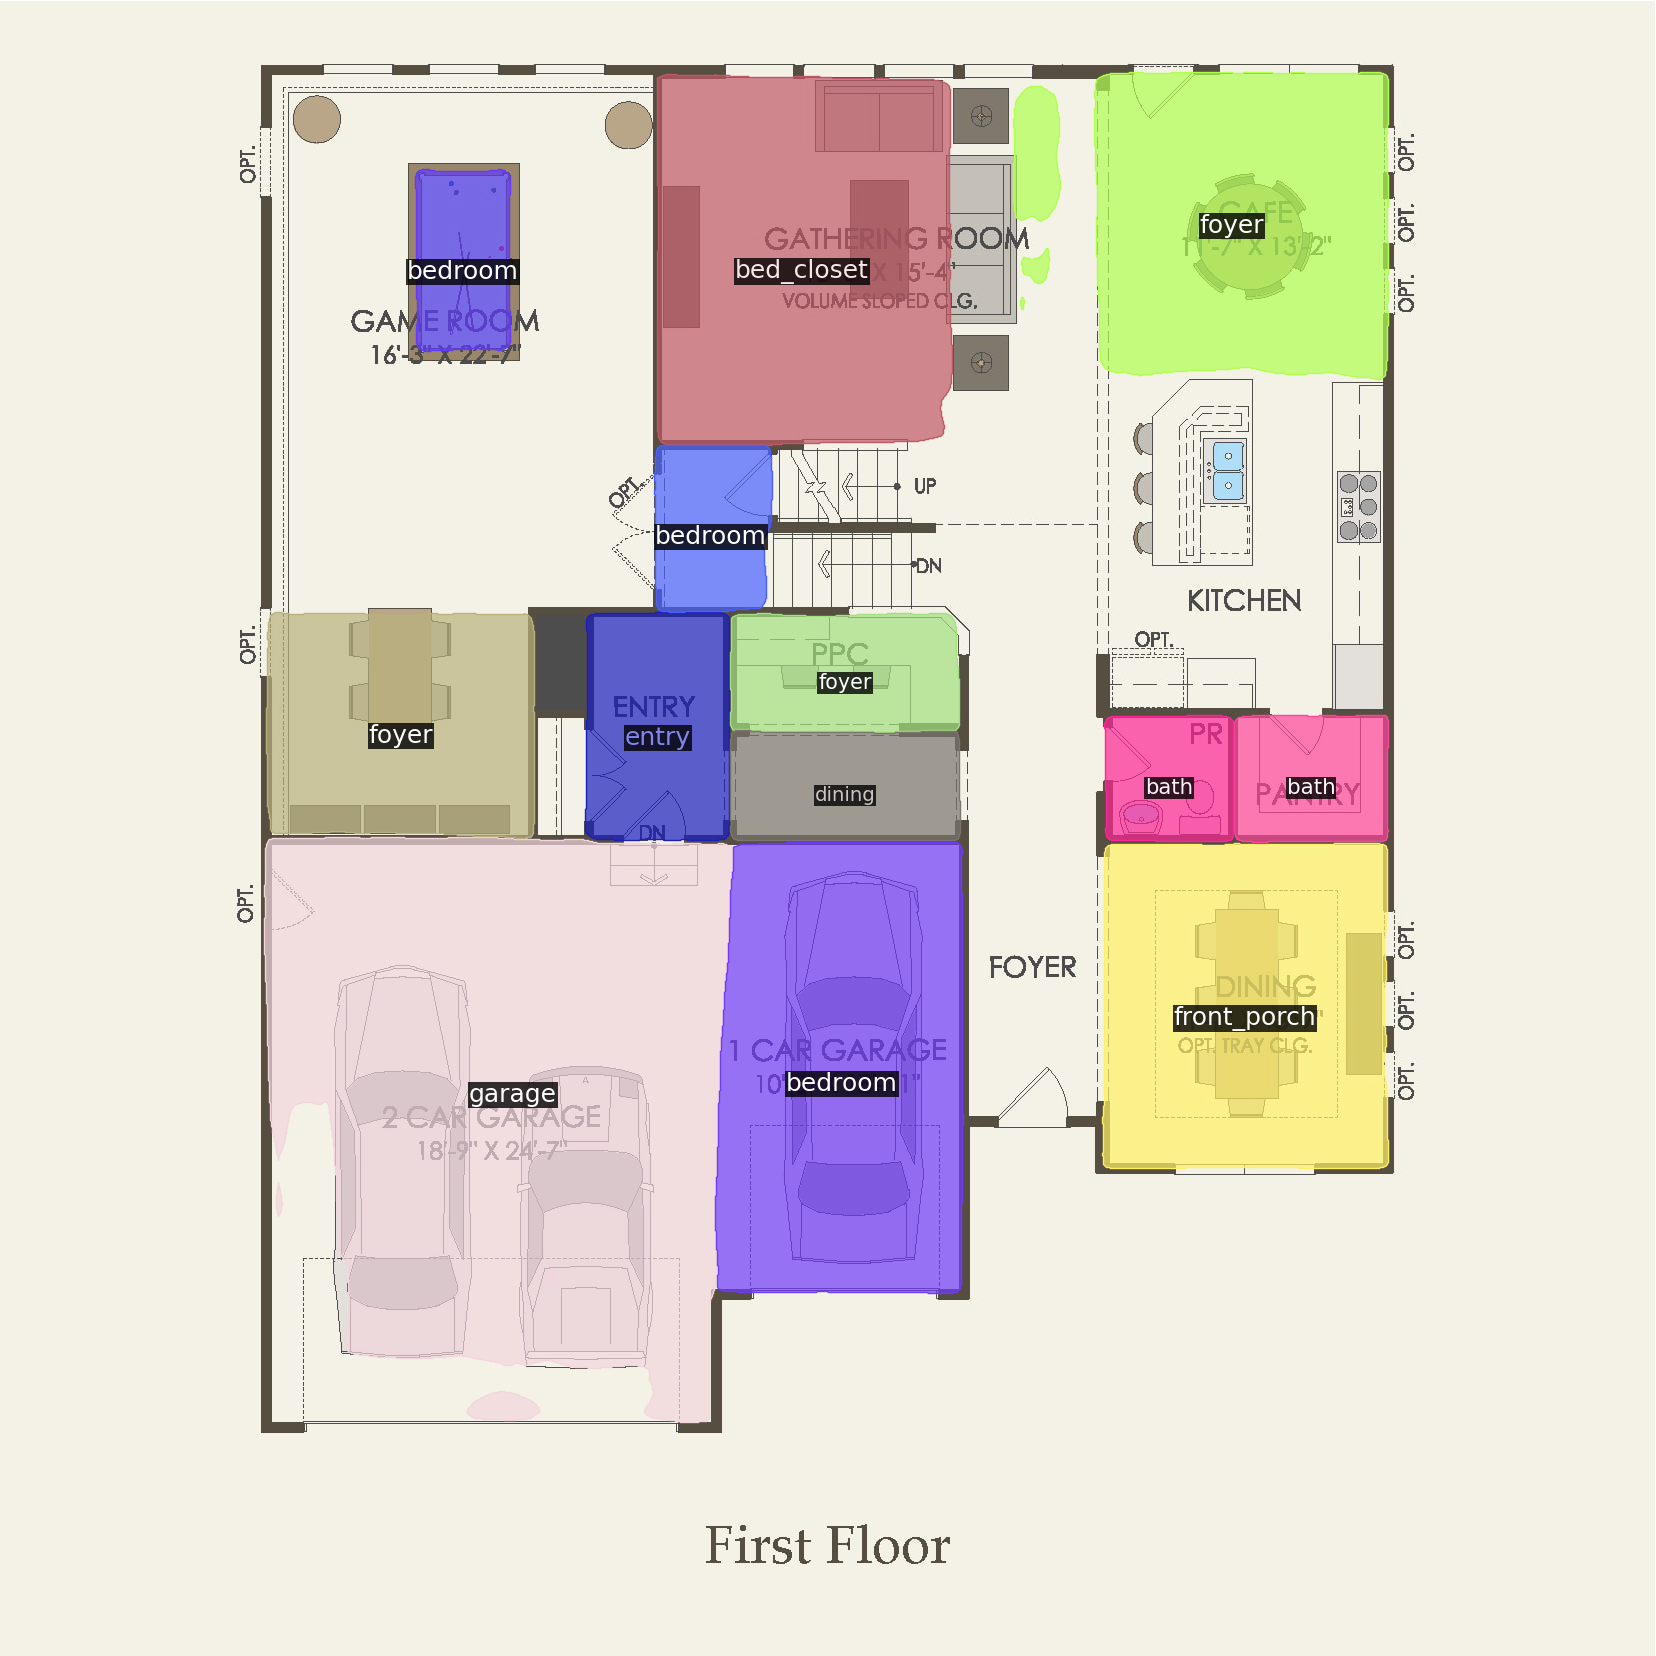 OPT.
OPT.
CAFE
foyer
11'-7" X 13'-2"
OPT.
OPT.
GATHERING ROOM
bed_closet
X 15'-4"
VOLUME SLOPED CLG.
bedroom
GAME ROOM
16'-3" X 22'-7"
OPT.
UP
bedroom
DN
KITCHEN
OPT.
OPT.
PPC
foyer
ENTRY
entry
foyer
PR
bath
bath
PANTRY
dining
DN
OPT.
OPT.
FOYER
DINING
front_porch
OPT. TRAY CLG.
OPT.
OPT.
1 CAR GARAGE
bedroom
garage
2 CAR GARAGE
18'-9" X 24'-7"
First Floor